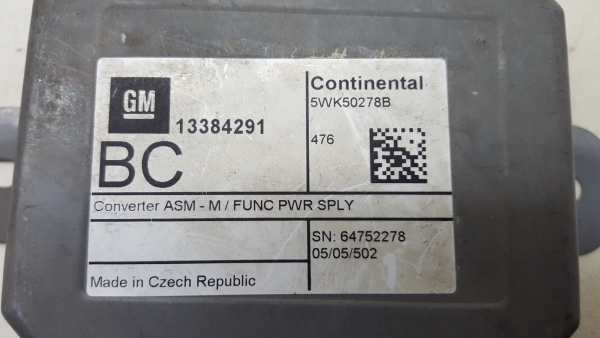 GM
13384291
BC
Continental
5WK50278B
476
Converter ASM - M / FUNC PWR SPLY
SN: 64752278
05/05/502
Made in Czech Republic